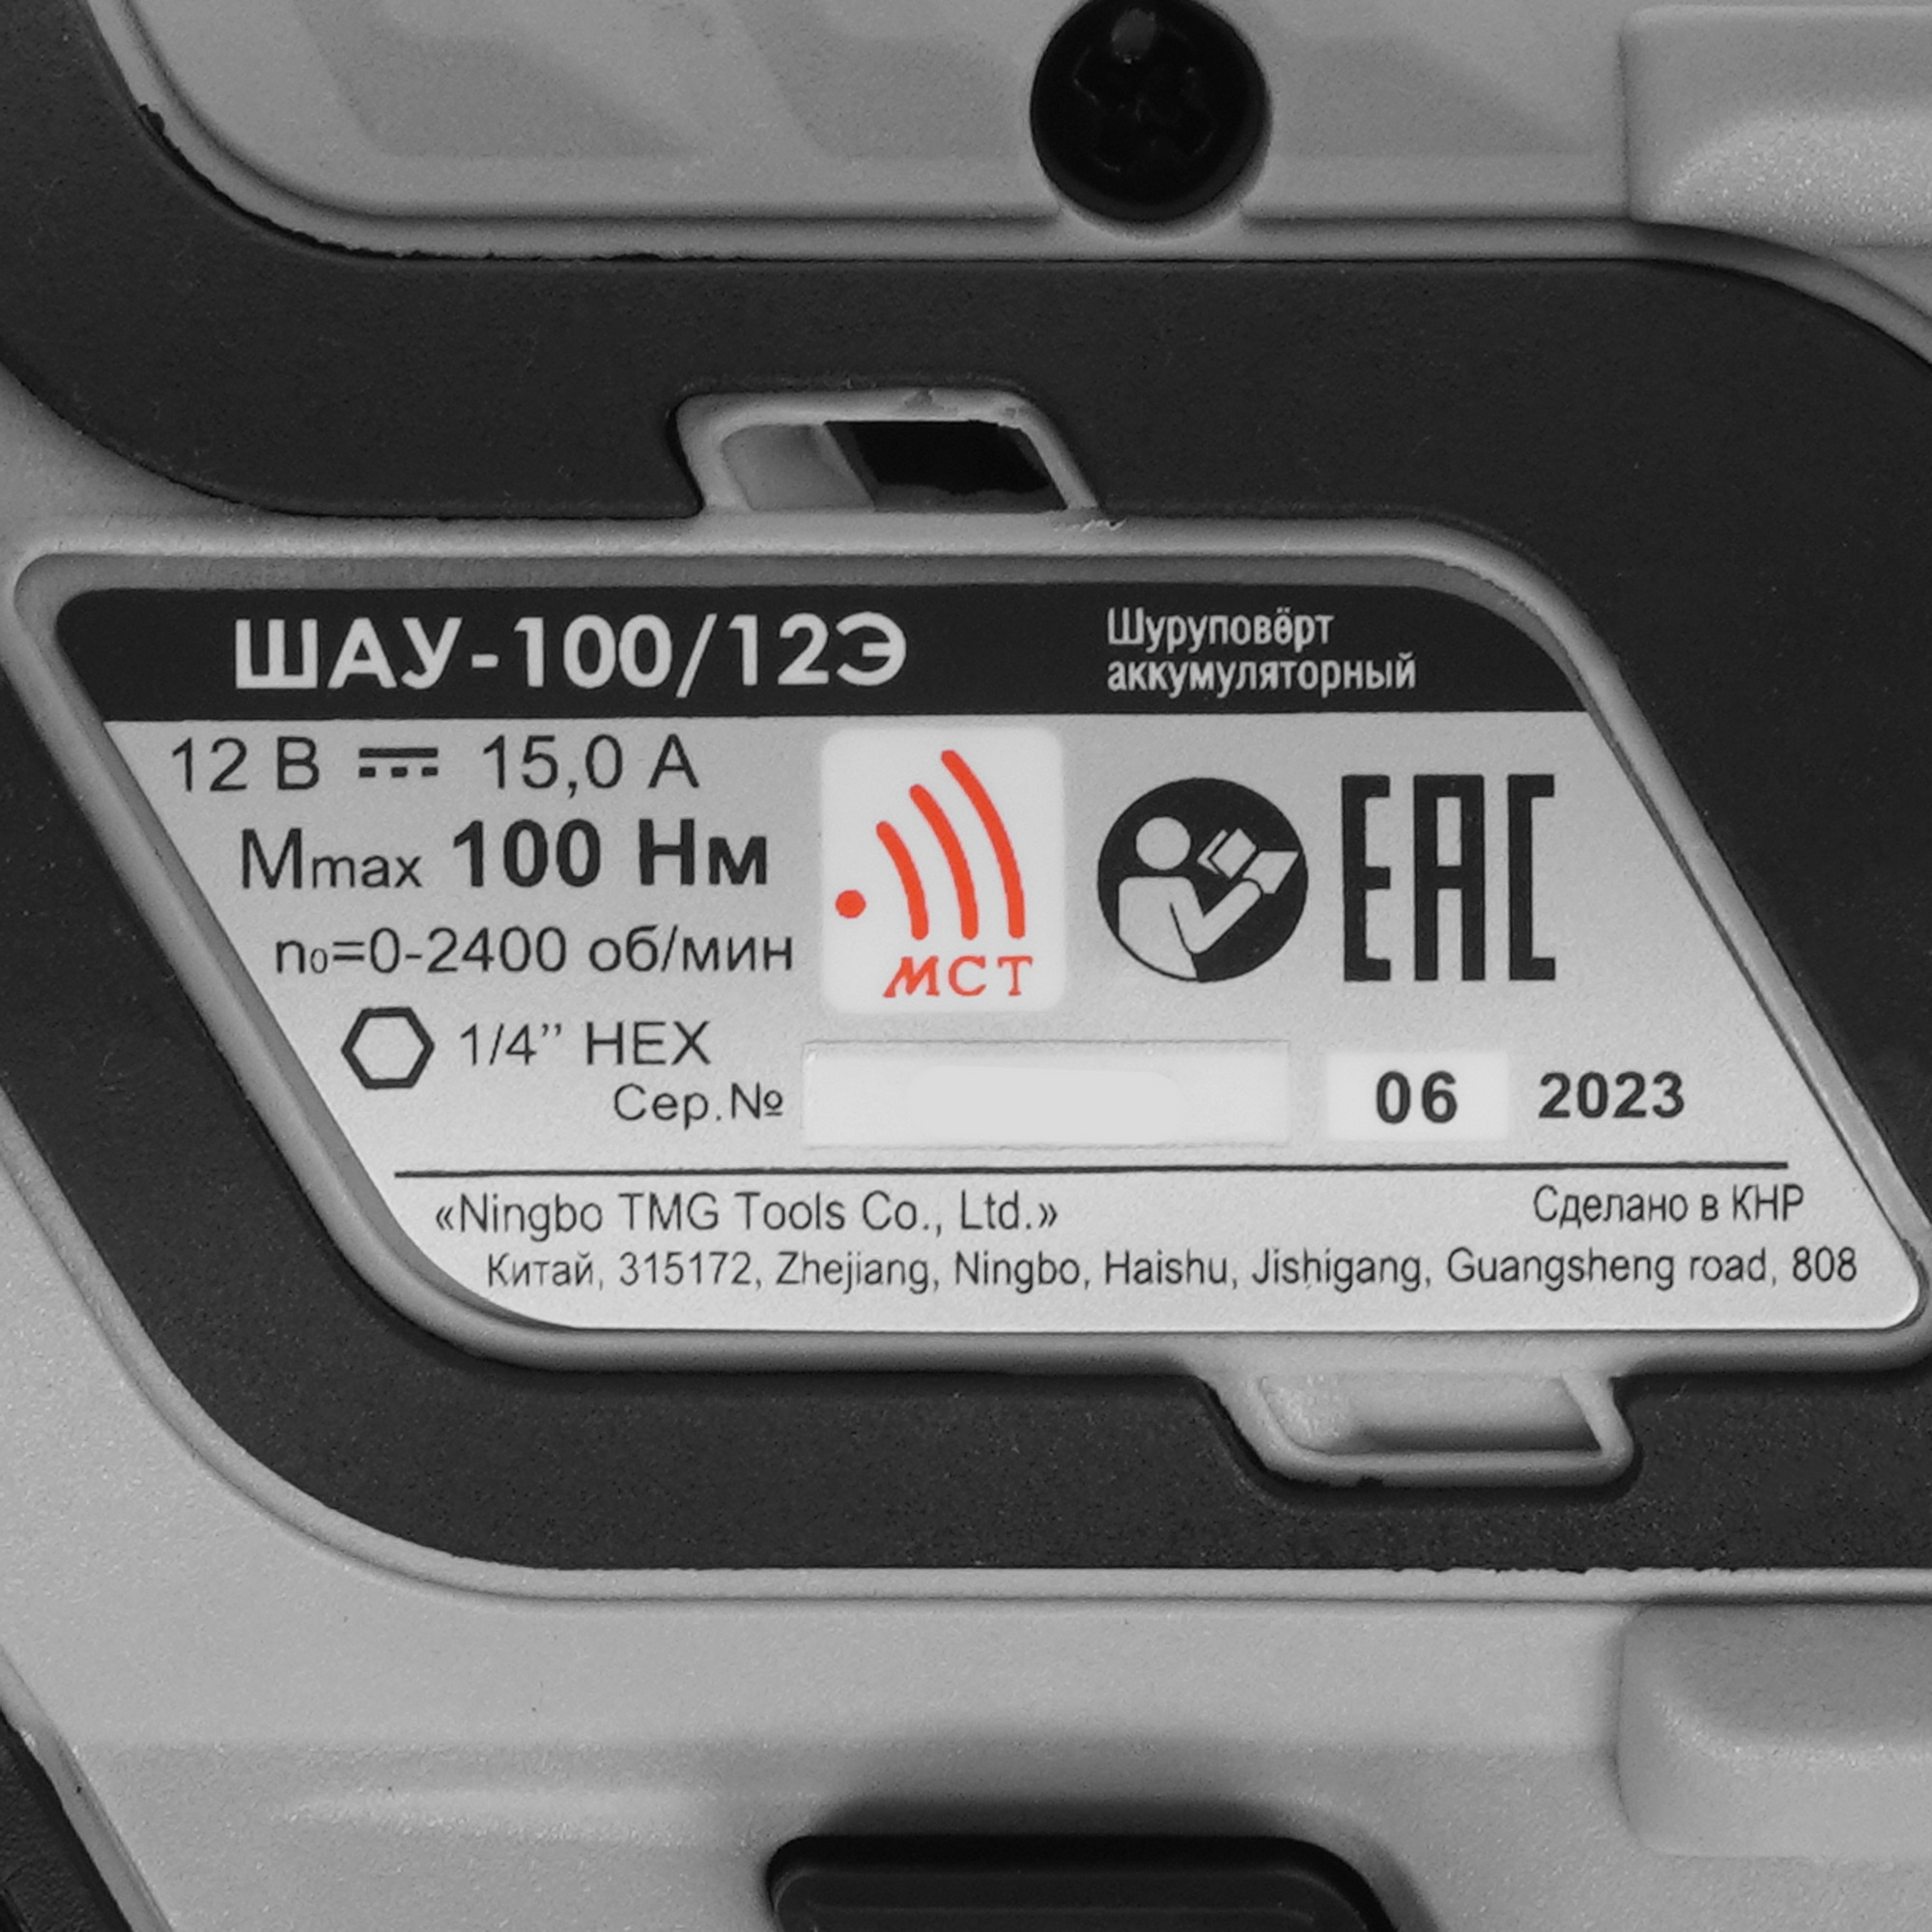 ШАУ-100/12Э
Шуруповёрт
аккумуляторный
12 В 15,0 А
Mmax 100 Нм
n₀=0-2400 об/мин
1/4” HEX
МСТ
ЕАС
Сер.№
06 2023
«Ningbo TMG Tools Co., Ltd.»
Сделано в КНР
Китай, 315172, Zhejiang, Ningbo, Haishu, Jishigang, Guangsheng road, 808